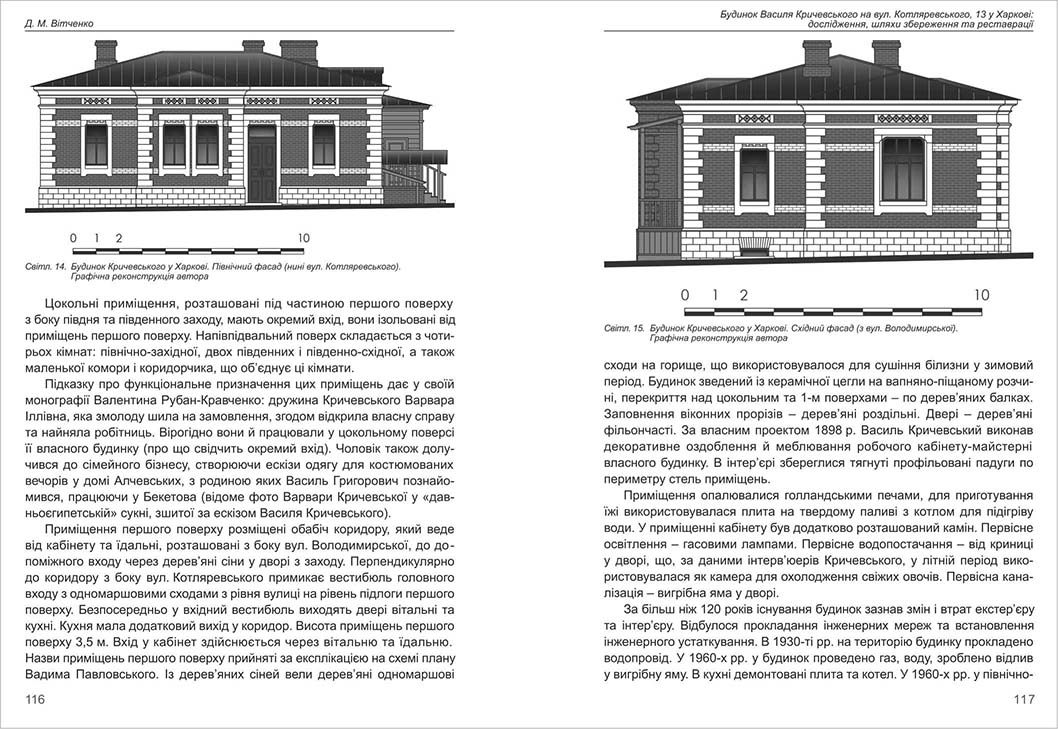 Д. М. Вітченко
0 1 2 10
Світл. 14. Будинок Кричевського у Харкові. Північний фасад (нині вул. Котляревського).
Графічна реконструкція автора
Цокольні приміщення, розташовані під частиною першого поверху
з боку півдня та південного заходу, мають окремий вхід, вони ізольовані від
приміщень першого поверху. Напівпідвальний поверх складається з чоти-
рьох кімнат: північно-західної, двох південних і південно-східної, а також
маленької комори і коридорчика, що об’єднує ці кімнати.
Підказку про функціональне призначення цих приміщень дає у своїй
монографії Валентина Рубан-Кравченко: дружина Кричевського Варвара
Іллівна, яка змолоду шила на замовлення, згодом відкрила власну справу
та найняла робітниць. Вірогідно вони й працювали у цокольному поверсі
її власного будинку (про що свідчить окремий вхід). Чоловік також долу-
чився до сімейного бізнесу, створюючи ескізи одягу для костюмованих
вечорів у домі Алчевських, з родиною яких Василь Григорович познайо-
мився, працюючи у Бекетова (відоме фото Варвари Кричевської у «дав-
ньоєгипетській» сукні, зшитої за ескізом Василя Кричевського).
Приміщення першого поверху розміщені обабіч коридору, який веде
від кабінету та їдальні, розташовані з боку вул. Володимирської, до до-
поміжного входу через дерев’яні сіни у дворі з заходу. Перпендикулярно
до коридору з боку вул. Котляревського примикає вестибюль головного
входу з одномаршовими сходами з рівня вулиці на рівень підлоги першого
поверху. Безпосередньо у вхідний вестибюль виходять двері вітальні та
кухні. Кухня мала додатковий вихід у коридор. Висота приміщень першого
поверху 3,5 м. Вхід у кабінет здійснюється через вітальню та їдальню.
Назви приміщень першого поверху прийняті за експлікацією на схемі плану
Вадима Павловського. Із дерев’яних сіней вели дерев’яні одномаршові
116
Будинок Василя Кричевського на вул. Котляревського, 13 у Харкові:
дослідження, шляхи збереження та реставрації
0 1 2 10
Світл. 15. Будинок Кричевського у Харкові. Східний фасад (з вул. Володимирської).
Графічна реконструкція автора
сходи на горище, що використовувалося для сушіння білизни у зимовий
період. Будинок зведений із керамічної цегли на вапняно-піщаному розчи-
ні, перекриття над цокольним та 1-м поверхами – по дерев’яних балках.
Заповнення віконних прорізів – дерев’яні роздільні. Двері – дерев’яні
фільончасті. За власним проектом 1898 р. Василь Кричевський виконав
декоративне оздоблення й меблювання робочого кабінету-майстерні
власного будинку. В інтер’єрі збереглися тягнуті профільовані падуги по
периметру стель приміщень.
Приміщення опалювалися голландськими печами, для приготування
їжі використовувалася плита на твердому паливі з котлом для підігріву
води. У приміщенні кабінету був додатково розташований камін. Первісне
освітлення – гасовими лампами. Первісне водопостачання – від криниці
у дворі, що, за даними інтерв’юерів Кричевського, у літній період вико-
ристовувалася як камера для охолодження свіжих овочів. Первісна кана-
лізація – вигрібна яма у дворі.
За більш ніж 120 років існування будинок зазнав змін і втрат екстер’єру
та інтер’єру. Відбулося прокладання інженерних мереж та встановлення
інженерного устаткування. В 1930-ті рр. на територію будинку прокладено
водопровід. У 1960-х рр. у будинок проведено газ, воду, зроблено відлив
у вигрібну яму. В кухні демонтовані плита та котел. У 1960-х рр. у північно-
117